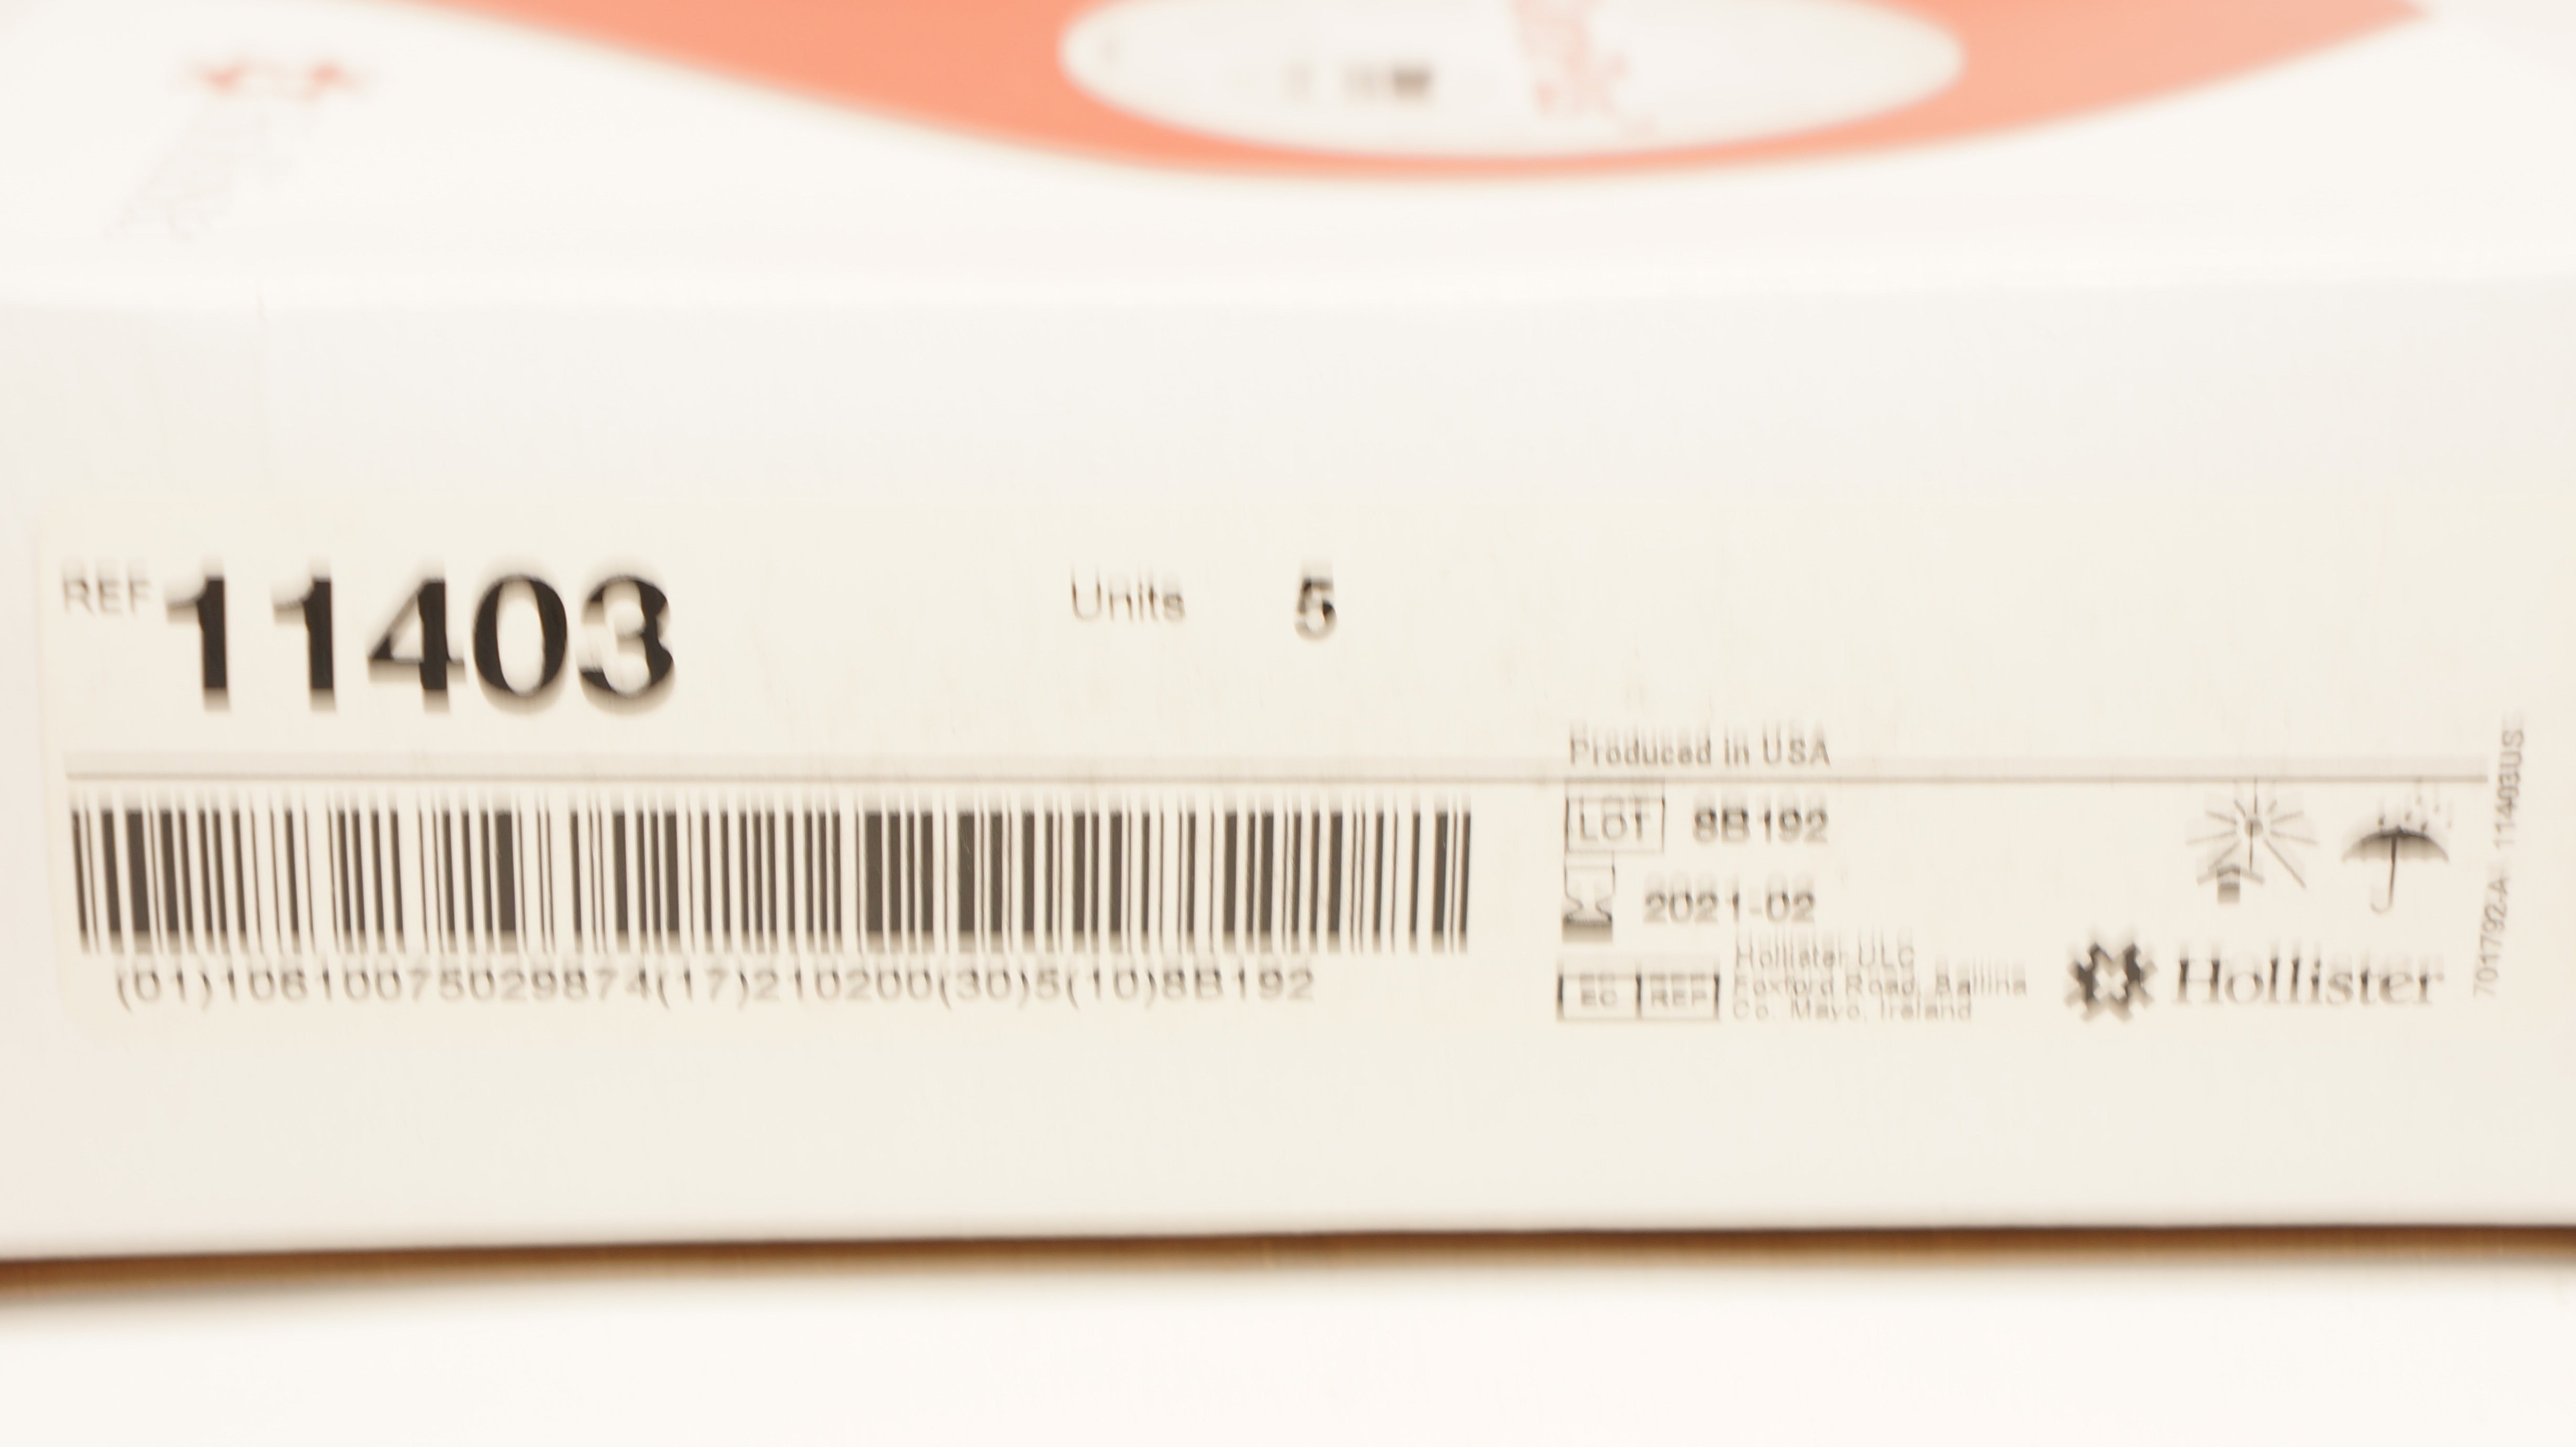 REF 11403 Units 5
Produced in USA
LOT 8B192
2021-02
(01)10610075029874(17)210200(30)5(10)8B192
EC REP
Hollister ULC
Foxford Road, Ballina
Co. Mayo, Ireland
Hollister
701792-A 11403US